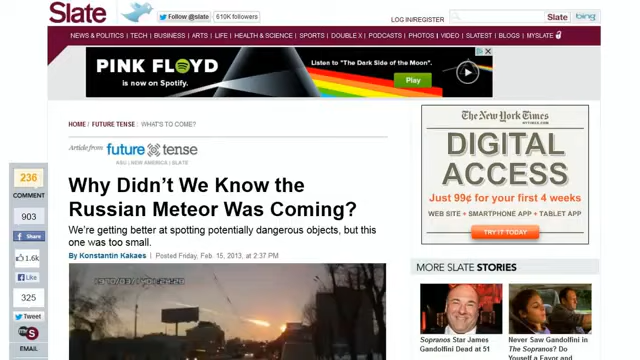 Slate
Follow @slate
610K followers
LOG IN/REGISTER
bing
NEWS & POLITICS | TECH | BUSINESS | ARTS | LIFE | HEALTH & SCIENCE | SPORTS | DOUBLE X | PODCASTS | PHOTOS | VIDEO | SLATEST | BLOGS | MYSLATE
PINK FLOYD
is now on Spotify.
Listen to "The Dark Side of the Moon".
Play
HOME / FUTURE TENSE / WHAT'S TO COME?
Article from future tense
ASU | NEW AMERICA | SLATE
Why Didn't We Know the
Russian Meteor Was Coming?
We're getting better at spotting potentially dangerous objects, but this
one was too small.
By Konstantin Kakaes | Posted Friday, Feb. 15, 2013, at 2:37 PM
236
COMMENT
903
Share
1.6k
Like
325
Tweet
my S
EMAIL
The New York Times
NYTIMES.COM
DIGITAL
ACCESS
Just 99¢ for your first 4 weeks
WEB SITE + SMARTPHONE APP + TABLET APP
TRY IT TODAY
MORE SLATE STORIES
Sopranos Star James
Gandolfini Dead at 51
Never Saw Gandolfini in
The Sopranos? Do
Yourself a Favor and